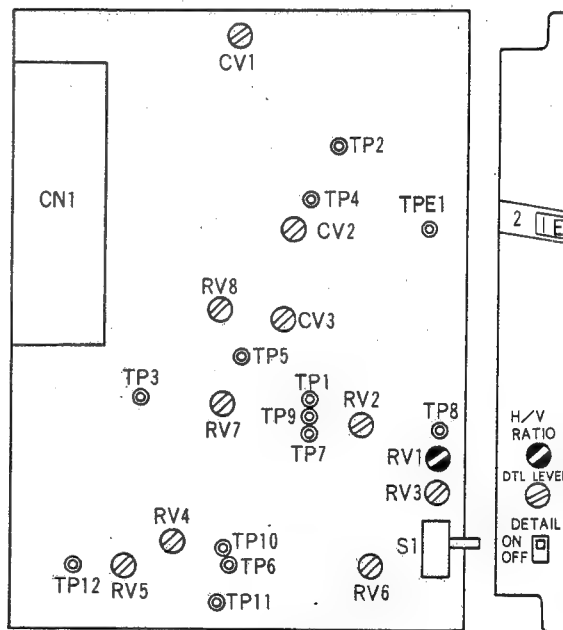 CV1
TP2
CN1
TP4
TPE1
CV2
2 IE
RV8
CV3
TP5
TP3
TP1
TP9
RV2
RV7
TP7
TP8
H/V
RATIO
RV1
DTL LEVEL
RV3
RV4
DETAIL
ON
OFF
S1
TP10
TP6
TP12
RV5
RV6
TP11